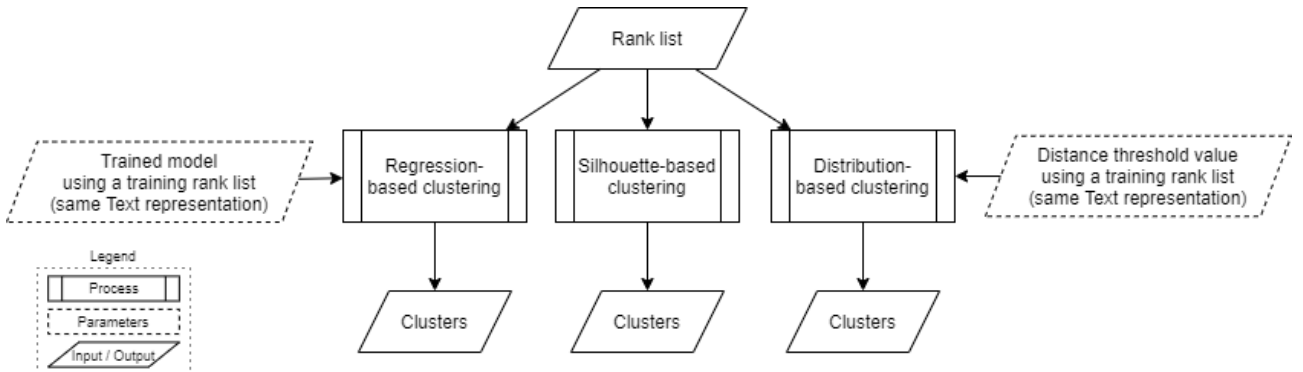 Rank list
Trained model
using a training rank list
(same Text representation)
Regression-
based clustering
Silhouette-based
clustering
Distribution-
based clustering
Distance threshold value
using a training rank list
(same Text representation)
Legend
Process
Parameters
Input / Output
Clusters
Clusters
Clusters